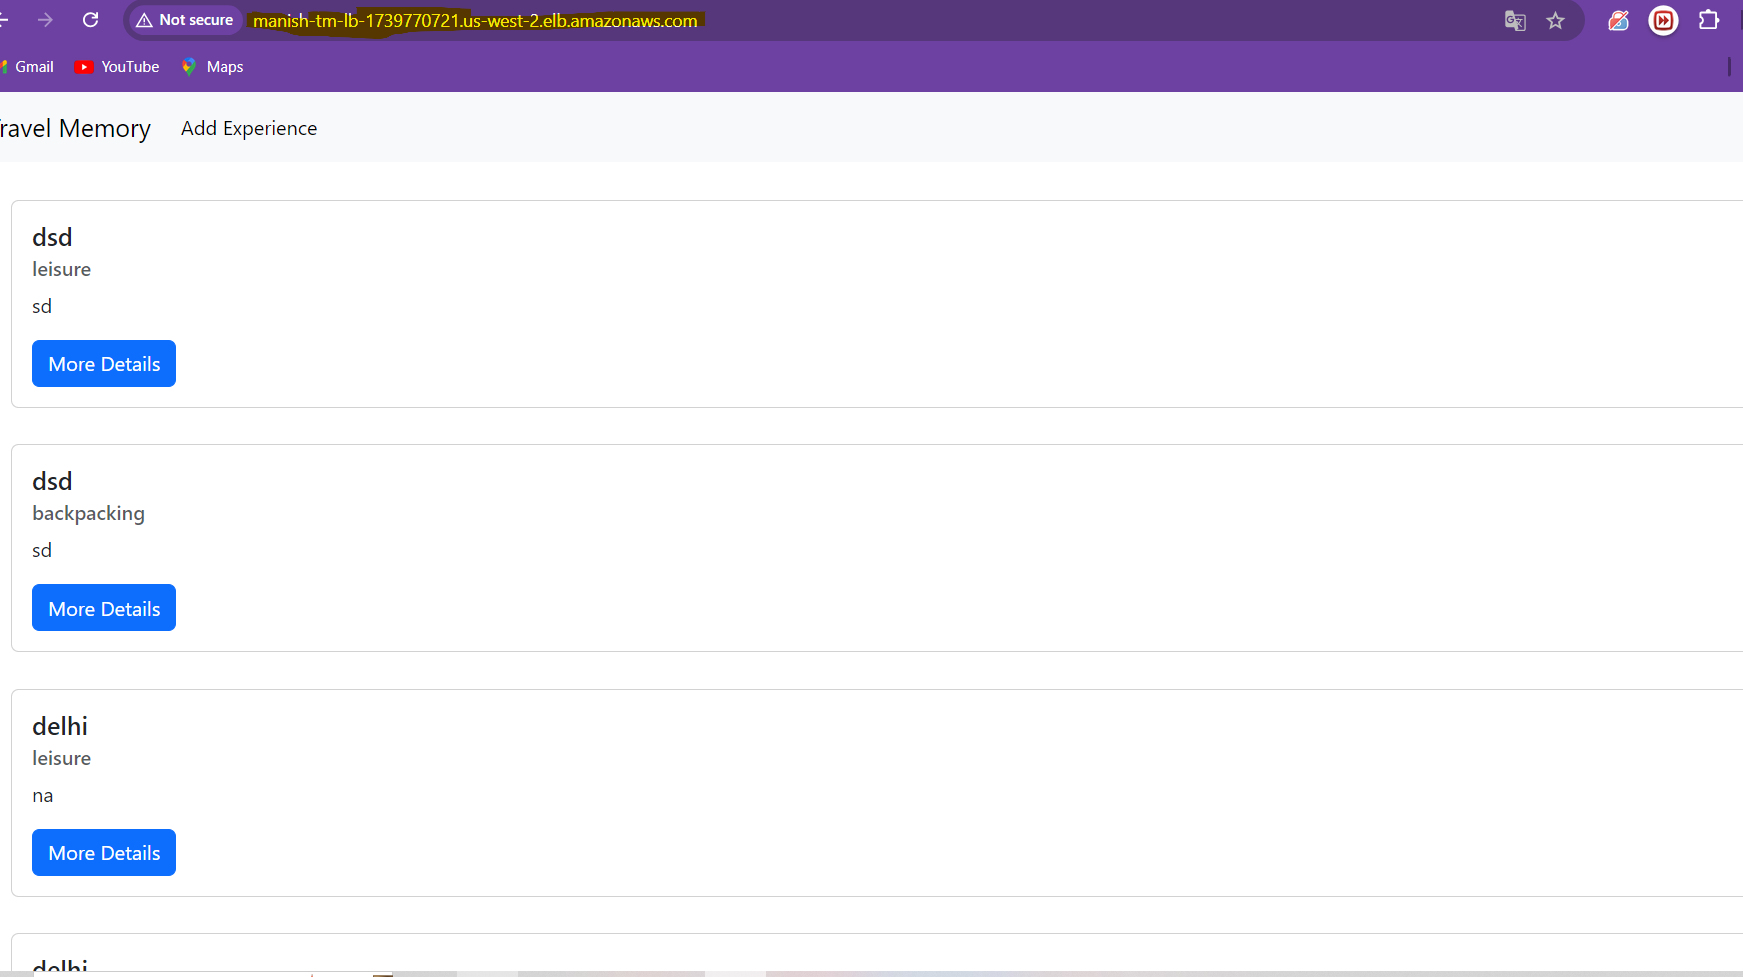 Not secure manish-tm-lb-1739770721.us-west-2.elb.amazonaws.com
Gmail YouTube Maps
ravel Memory Add Experience
dsd
leisure
sd
More Details
dsd
backpacking
sd
More Details
delhi
leisure
na
More Details
delhi